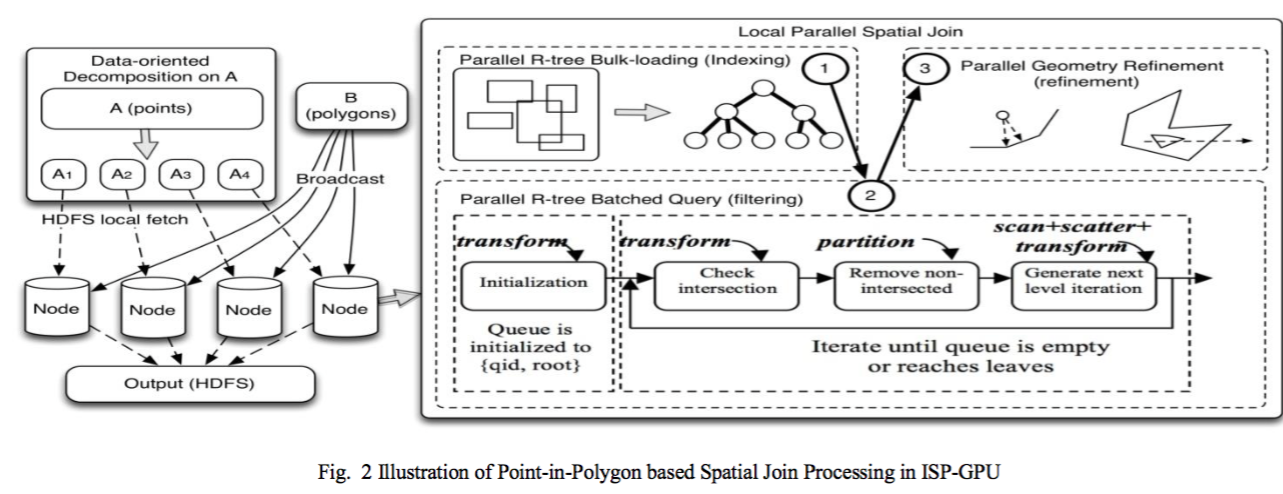 Data-oriented
Decomposition on A
A (points)
A1
A2
A3
A4
B
(polygons)
Broadcast
HDFS local fetch
Node
Node
Node
Node
Output (HDFS)
Local Parallel Spatial Join
Parallel R-tree Bulk-loading (Indexing)
1
3
Parallel Geometry Refinement
(refinement)
2
Parallel R-tree Batched Query (filtering)
transform
Initialization
Queue is
initialized to
{qid, root}
transform
Check
intersection
partition
Remove non-
intersected
scan+scatter+
transform
Generate next
level iteration
Iterate until queue is empty
or reaches leaves
Fig. 2 Illustration of Point-in-Polygon based Spatial Join Processing in ISP-GPU